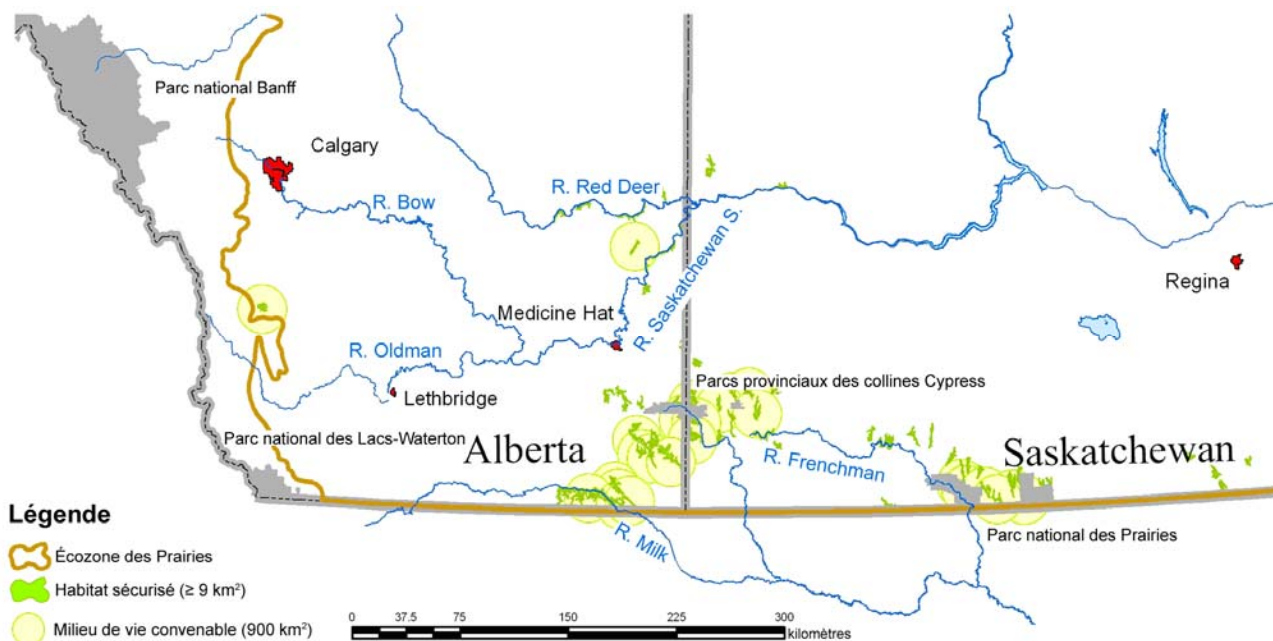 Parc national Banff
Calgary
R. Bow
R. Red Deer
R. Saskatchewan S.
Regina
Medicine Hat
R. Oldman
Lethbridge
Parcs provinciaux des collines Cypress
Parc national des Lacs-Waterton
Alberta
Saskatchewan
R. Frenchman
R. Milk
Parc national des Prairies
Légende
Écozone des Prairies
Habitat sécurisé (≥ 9 km²)
Milieu de vie convenable (900 km²)
0 37.5 75 150 225 300
kilomètres